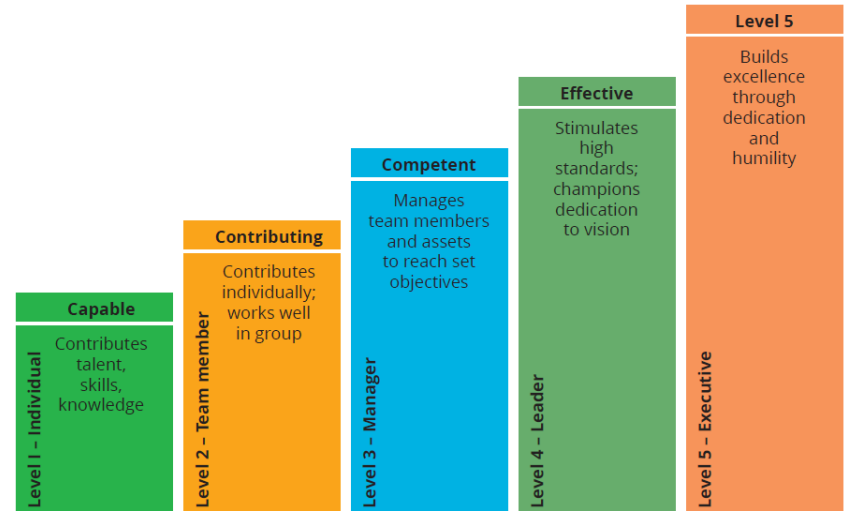 Capable
Contributes
talent,
skills,
knowledge
Level I – Individual
Contributing
Contributes
individually;
works well
in group
Level 2 – Team member
Competent
Manages
team members
and assets
to reach set
objectives
Level 3 – Manager
Effective
Stimulates
high
standards;
champions
dedication
to vision
Level 4 – Leader
Level 5
Builds
excellence
through
dedication
and
humility
Level 5 – Executive